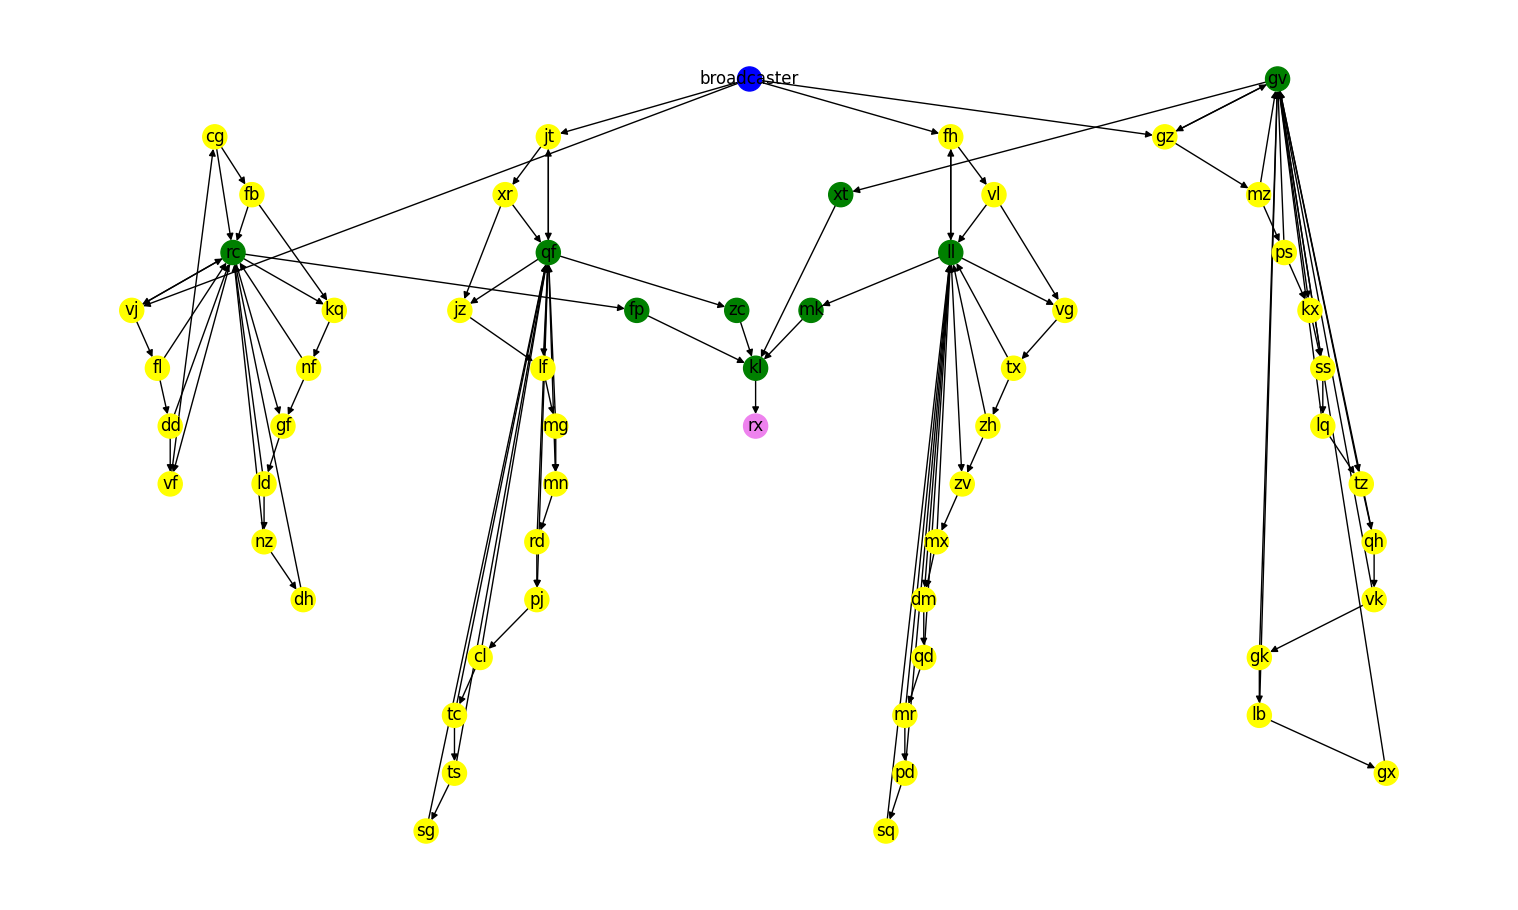 broadcaster
gv
cg
jt
fh
gz
fb
xr
xt
vl
mz
rc
qf
ll
ps
vj
kq
jz
fp
zc
mk
vg
kx
fl
nf
lf
kl
tx
ss
dd
gf
mg
rx
zh
lq
vf
ld
mn
zv
tz
nz
rd
mx
qh
dh
pj
dm
vk
cl
qd
gk
tc
mr
lb
ts
pd
gx
sg
sq